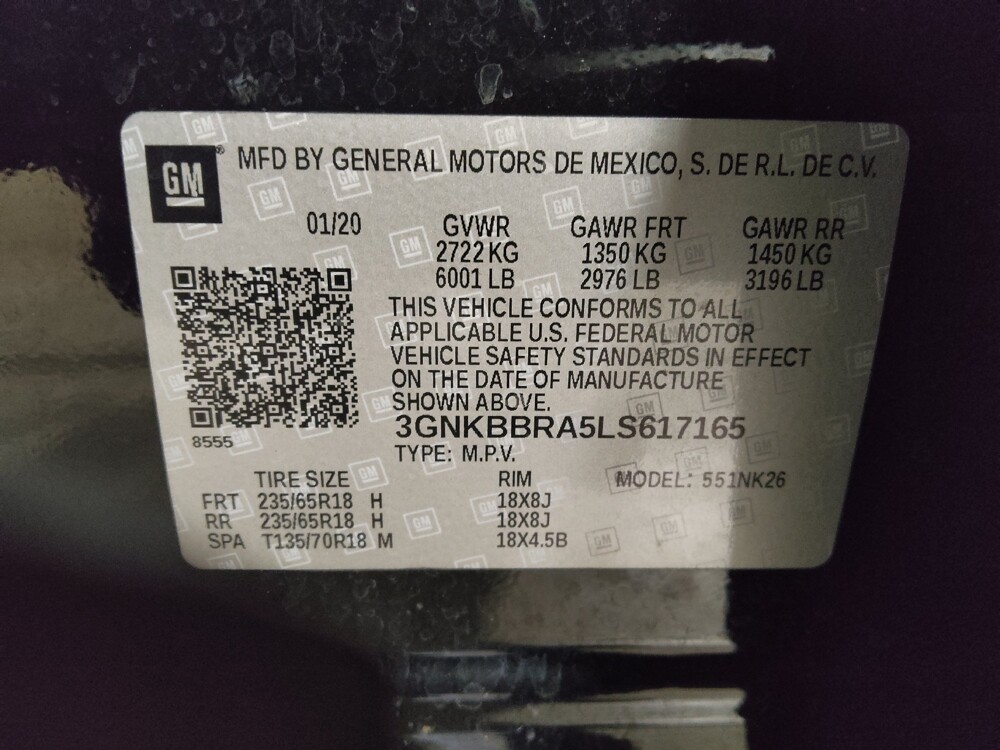 GM ® MFD BY GENERAL MOTORS DE MEXICO, S. DE R.L. DE C.V.
01/20 GVWR GAWR FRT GAWR RR
2722 KG 1350 KG 1450 KG
6001 LB 2976 LB 3196 LB
THIS VEHICLE CONFORMS TO ALL
APPLICABLE U.S. FEDERAL MOTOR
VEHICLE SAFETY STANDARDS IN EFFECT
ON THE DATE OF MANUFACTURE
SHOWN ABOVE.
3GNKBBRA5LS617165
8555
TYPE: M.P.V.
TIRE SIZE RIM MODEL: 551NK26
FRT 235/65R18 H 18X8J
RR 235/65R18 H 18X8J
SPA T135/70R18 M 18X4.5B